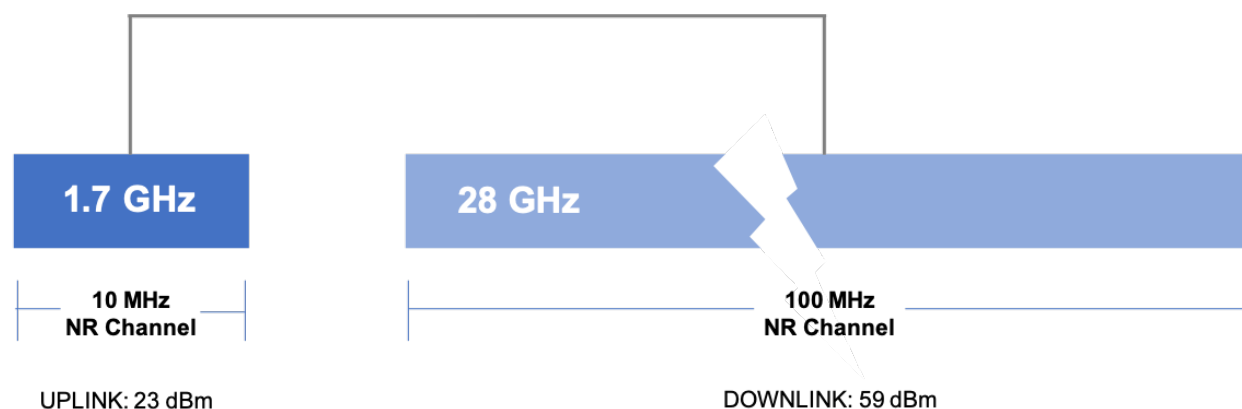 1.7 GHz
28 GHz
10 MHz
NR Channel
100 MHz
NR Channel
UPLINK: 23 dBm
DOWNLINK: 59 dBm